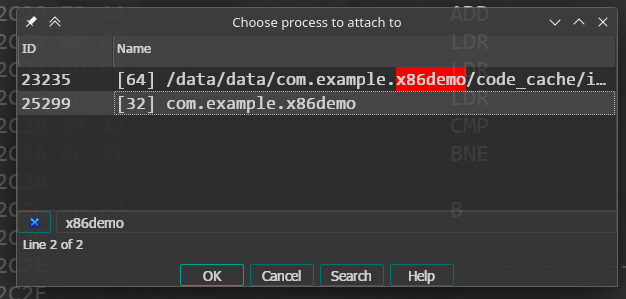 Choose process to attach to
ID Name
23235 [64] /data/data/com.example.x86demo/code_cache/i…
25299 [32] com.example.x86demo
x86demo
Line 2 of 2
OK Cancel Search Help
ADD
LDR
LDR
CMP
BNE
B